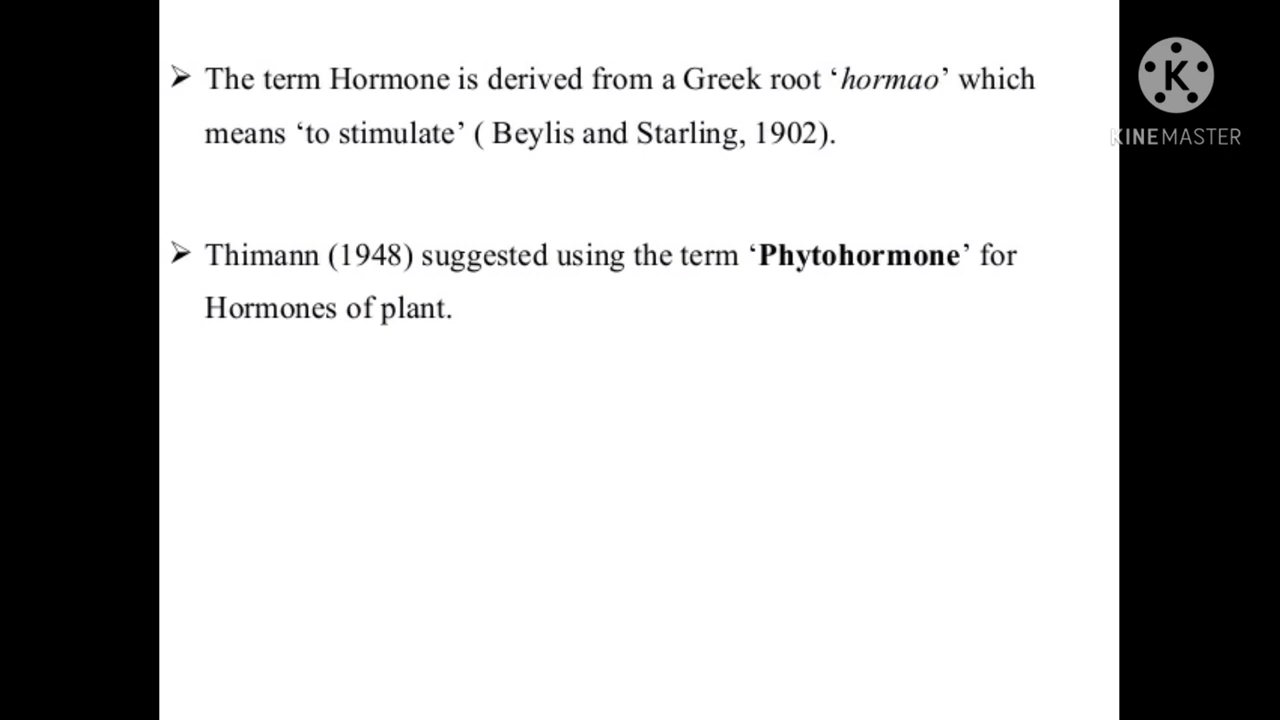 ➢ The term Hormone is derived from a Greek root ‘hormao’ which
means ‘to stimulate’ ( Beylis and Starling, 1902).
➢ Thimann (1948) suggested using the term ‘Phytohormone’ for
Hormones of plant.
K
KINEMASTER